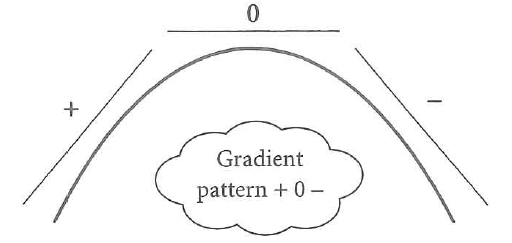 0
+
−
Gradient
pattern + 0 −